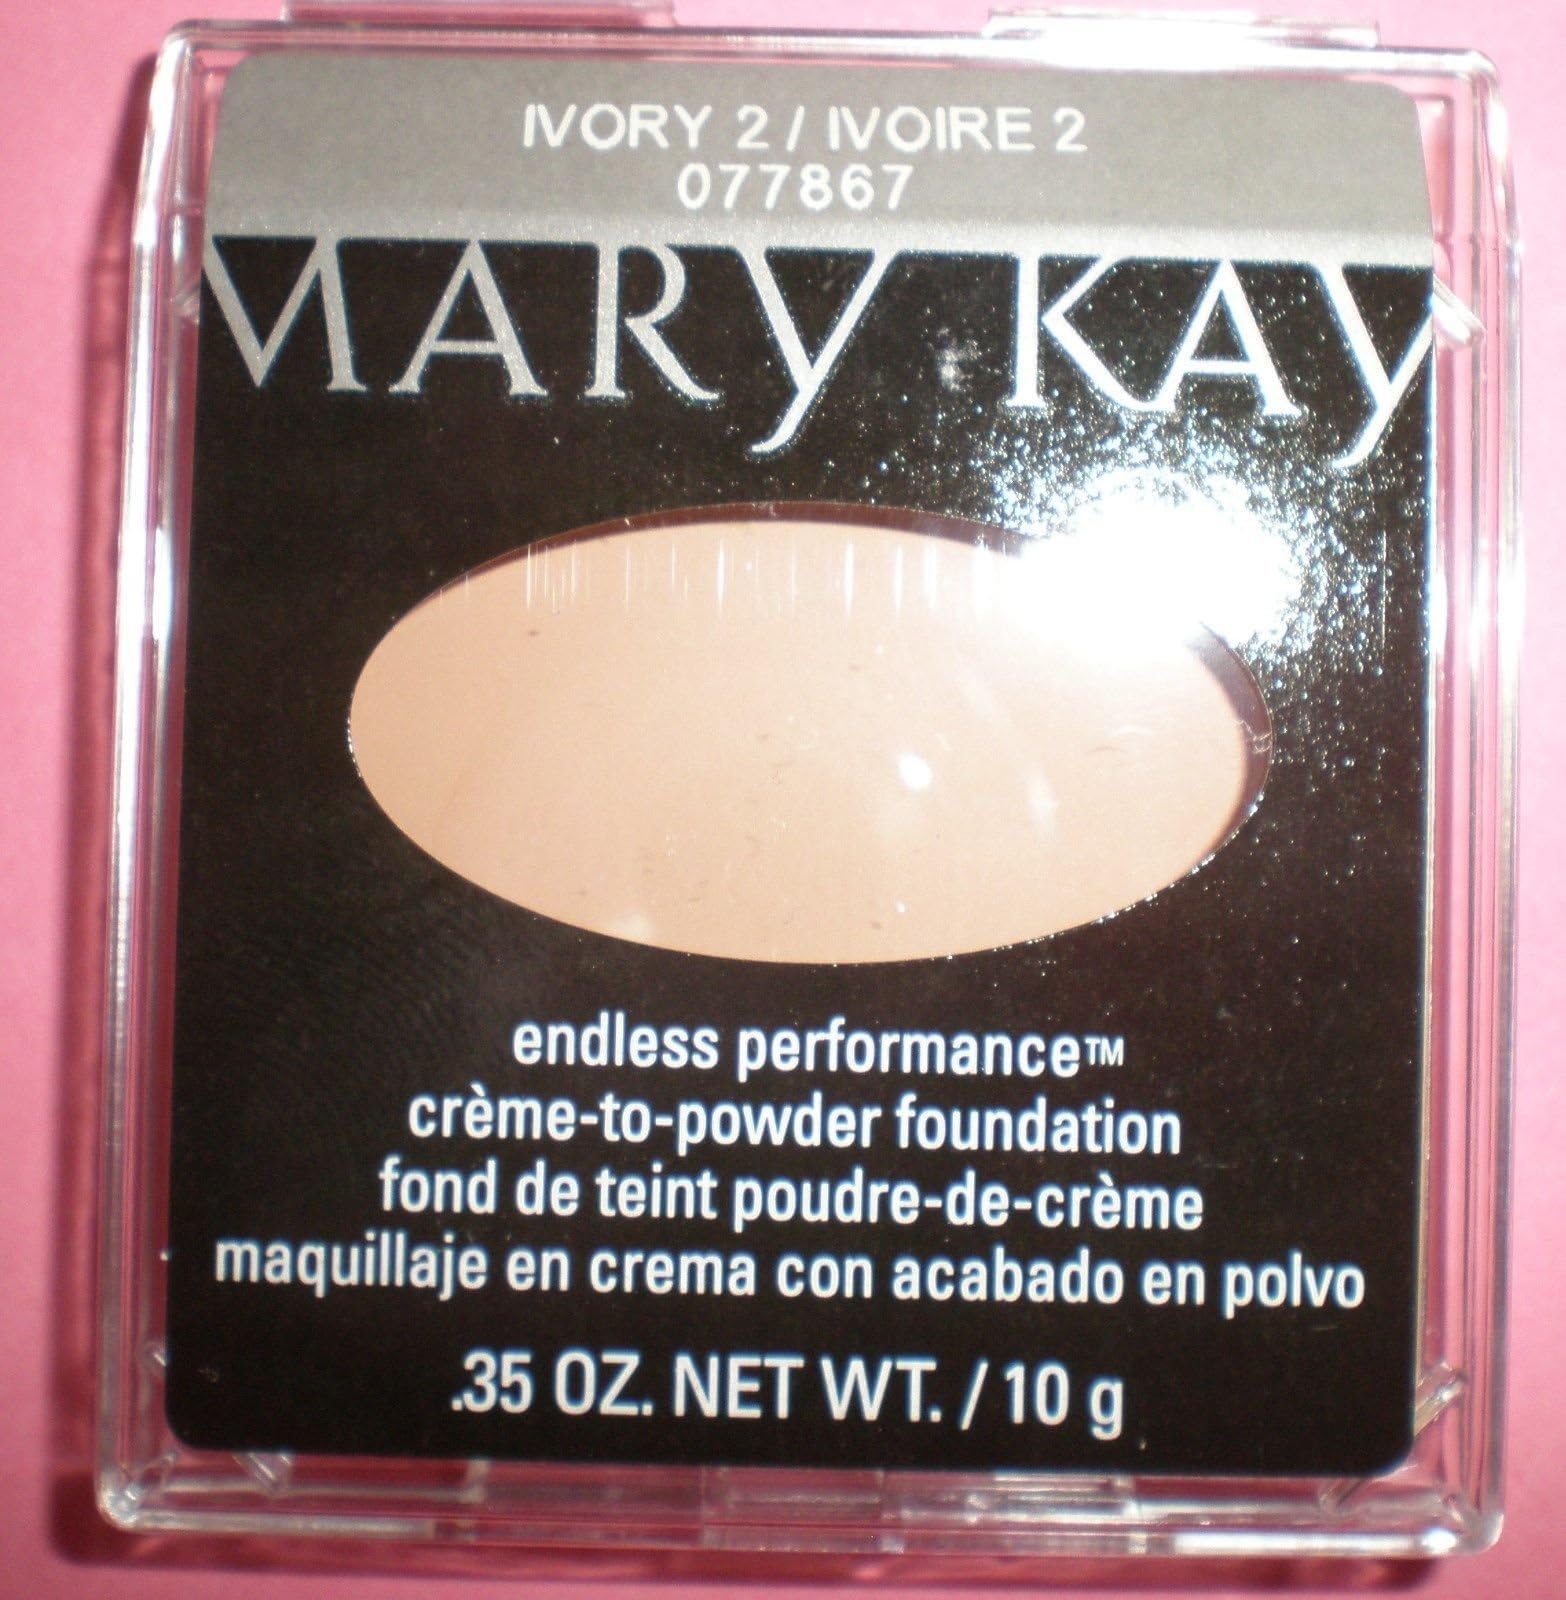 IVORY 2 / IVOIRE 2
077867
MARY KAY
endless performance™
crème-to-powder foundation
fond de teint poudre-de-crème
maquillaje en crema con acabado en polvo
.35 OZ. NET WT. / 10 g